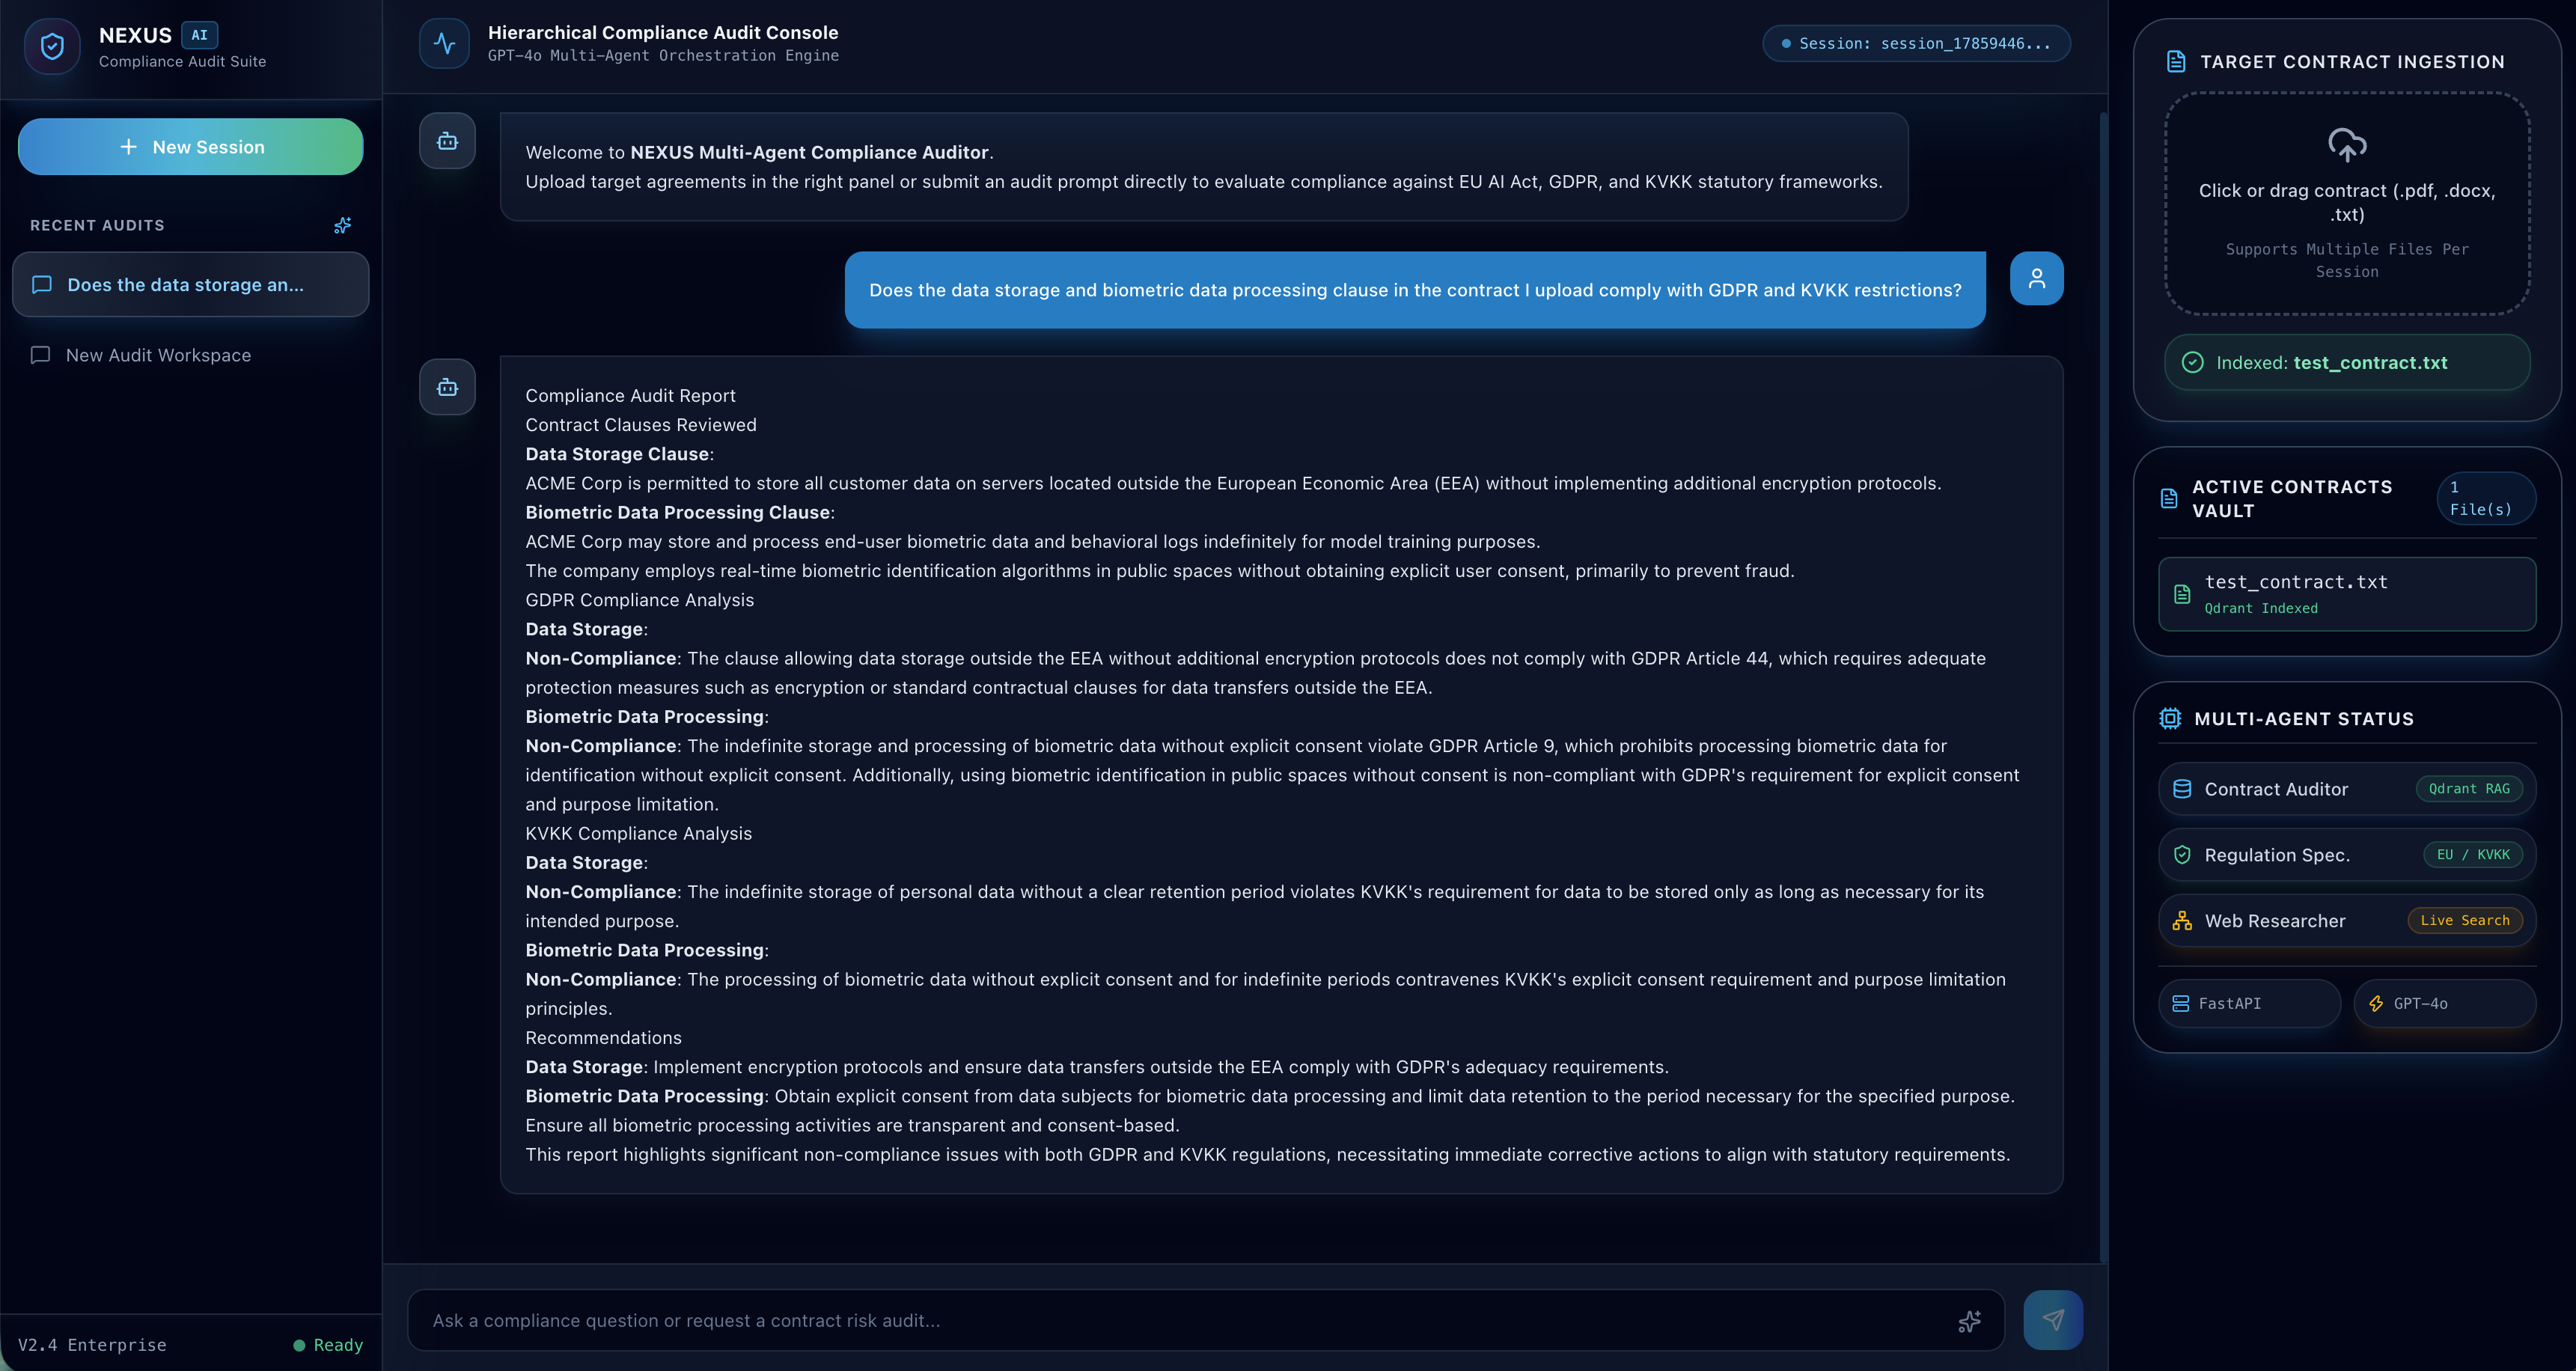 NEXUS AI
Compliance Audit Suite
New Session
RECENT AUDITS
Does the data storage an...
New Audit Workspace
V2.4 Enterprise
Ready
Hierarchical Compliance Audit Console
GPT-4o Multi-Agent Orchestration Engine
Session: session_17859446...
Welcome to NEXUS Multi-Agent Compliance Auditor.
Upload target agreements in the right panel or submit an audit prompt directly to evaluate compliance against EU AI Act, GDPR, and KVKK statutory frameworks.
Does the data storage and biometric data processing clause in the contract I upload comply with GDPR and KVKK restrictions?
Compliance Audit Report
Contract Clauses Reviewed
Data Storage Clause:
ACME Corp is permitted to store all customer data on servers located outside the European Economic Area (EEA) without implementing additional encryption protocols.
Biometric Data Processing Clause:
ACME Corp may store and process end-user biometric data and behavioral logs indefinitely for model training purposes.
The company employs real-time biometric identification algorithms in public spaces without obtaining explicit user consent, primarily to prevent fraud.
GDPR Compliance Analysis
Data Storage:
Non-Compliance: The clause allowing data storage outside the EEA without additional encryption protocols does not comply with GDPR Article 44, which requires adequate
protection measures such as encryption or standard contractual clauses for data transfers outside the EEA.
Biometric Data Processing:
Non-Compliance: The indefinite storage and processing of biometric data without explicit consent violate GDPR Article 9, which prohibits processing biometric data for
identification without explicit consent. Additionally, using biometric identification in public spaces without consent is non-compliant with GDPR's requirement for explicit consent
and purpose limitation.
KVKK Compliance Analysis
Data Storage:
Non-Compliance: The indefinite storage of personal data without a clear retention period violates KVKK's requirement for data to be stored only as long as necessary for its
intended purpose.
Biometric Data Processing:
Non-Compliance: The processing of biometric data without explicit consent and for indefinite periods contravenes KVKK's explicit consent requirement and purpose limitation
principles.
Recommendations
Data Storage: Implement encryption protocols and ensure data transfers outside the EEA comply with GDPR's adequacy requirements.
Biometric Data Processing: Obtain explicit consent from data subjects for biometric data processing and limit data retention to the period necessary for the specified purpose.
Ensure all biometric processing activities are transparent and consent-based.
This report highlights significant non-compliance issues with both GDPR and KVKK regulations, necessitating immediate corrective actions to align with statutory requirements.
Ask a compliance question or request a contract risk audit...
TARGET CONTRACT INGESTION
Click or drag contract (.pdf, .docx,
.txt)
Supports Multiple Files Per
Session
Indexed: test_contract.txt
ACTIVE CONTRACTS
VAULT
1
File(s)
test_contract.txt
Qdrant Indexed
MULTI-AGENT STATUS
Contract Auditor
Qdrant RAG
Regulation Spec.
EU / KVKK
Web Researcher
Live Search
FastAPI
GPT-4o